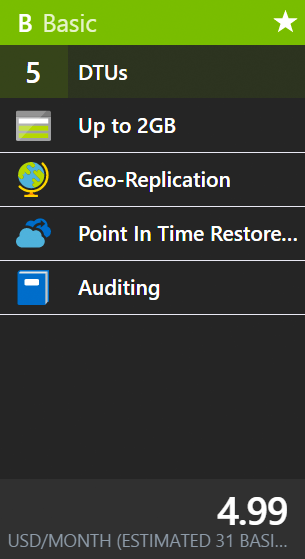 B Basic
5 DTUs
Up to 2GB
Geo-Replication
Point In Time Restore...
Auditing
4.99
USD/MONTH (ESTIMATED 31 BASI...